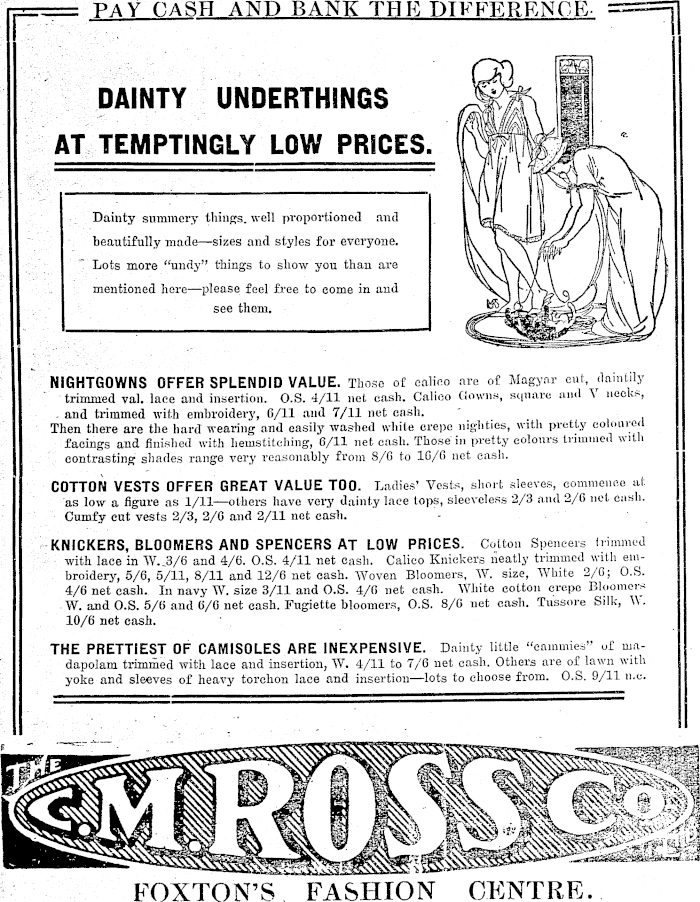 PAY CASH AND BANK THE DIFFERENCE.
DAINTY UNDERTHINGS
AT TEMPTINGLY LOW PRICES.
Dainty summery things, well proportioned and
beautifully made—sizes and styles for everyone.
Lots more "undy" things to show you than are
mentioned here—please feel free to come in and
see them.
NIGHTGOWNS OFFER SPLENDID VALUE. Those of calico are of Magyar cut, daintily
trimmed val. lace and insertion. O.S. 4/11 net cash. Calico Gowns, square and V necks,
and trimmed with embroidery, 6/11 and 7/11 net cash.
Then there are the hard wearing and easily washed white crepe nighties, with pretty coloured
facings and finished with hemstitching, 6/11 net cash. Those in pretty colours trimmed with
contrasting shades range very reasonably from 8/6 to 16/6 net cash.
COTTON VESTS OFFER GREAT VALUE TOO. Ladies' Vests, short sleeves, commence at
as low a figure as 1/11—others have very dainty lace tops, sleeveless 2/3 and 2/6 net cash.
Cumfy cut vests 2/3, 2/6 and 2/11 net cash.
KNICKERS, BLOOMERS AND SPENCERS AT LOW PRICES. Cotton Spencers trimmed
with lace in W. 3/6 and 4/6. O.S. 4/11 net cash. Calico Knickers neatly trimmed with em-
broidery, 5/6, 5/11, 8/11 and 12/6 net cash. Woven Bloomers, W. size, White 2/6; O.S.
4/6 net cash. In navy W. size 3/11 and O.S. 4/6 net cash. White cotton crepe Bloomers
W. and O.S. 5/6 and 6/6 net cash. Fugiette bloomers, O.S. 8/6 net cash. Tussore Silk, W.
10/6 net cash.
THE PRETTIEST OF CAMISOLES ARE INEXPENSIVE. Dainty little "cammies" of ma-
dapolam trimmed with lace and insertion, W. 4/11 to 7/6 net cash. Others are of lawn with
yoke and sleeves of heavy torchon lace and insertion—lots to choose from. O.S. 9/11 n.c.
THE
C.M. ROSS Co
FOXTON'S FASHION CENTRE.